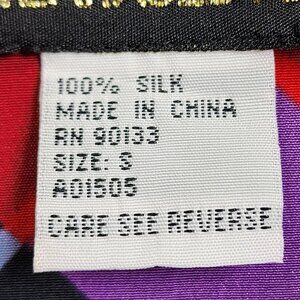 100% SILK
MADE IN CHINA
RN 90133
SIZE: S
A01505
CARE SEE REVERSE